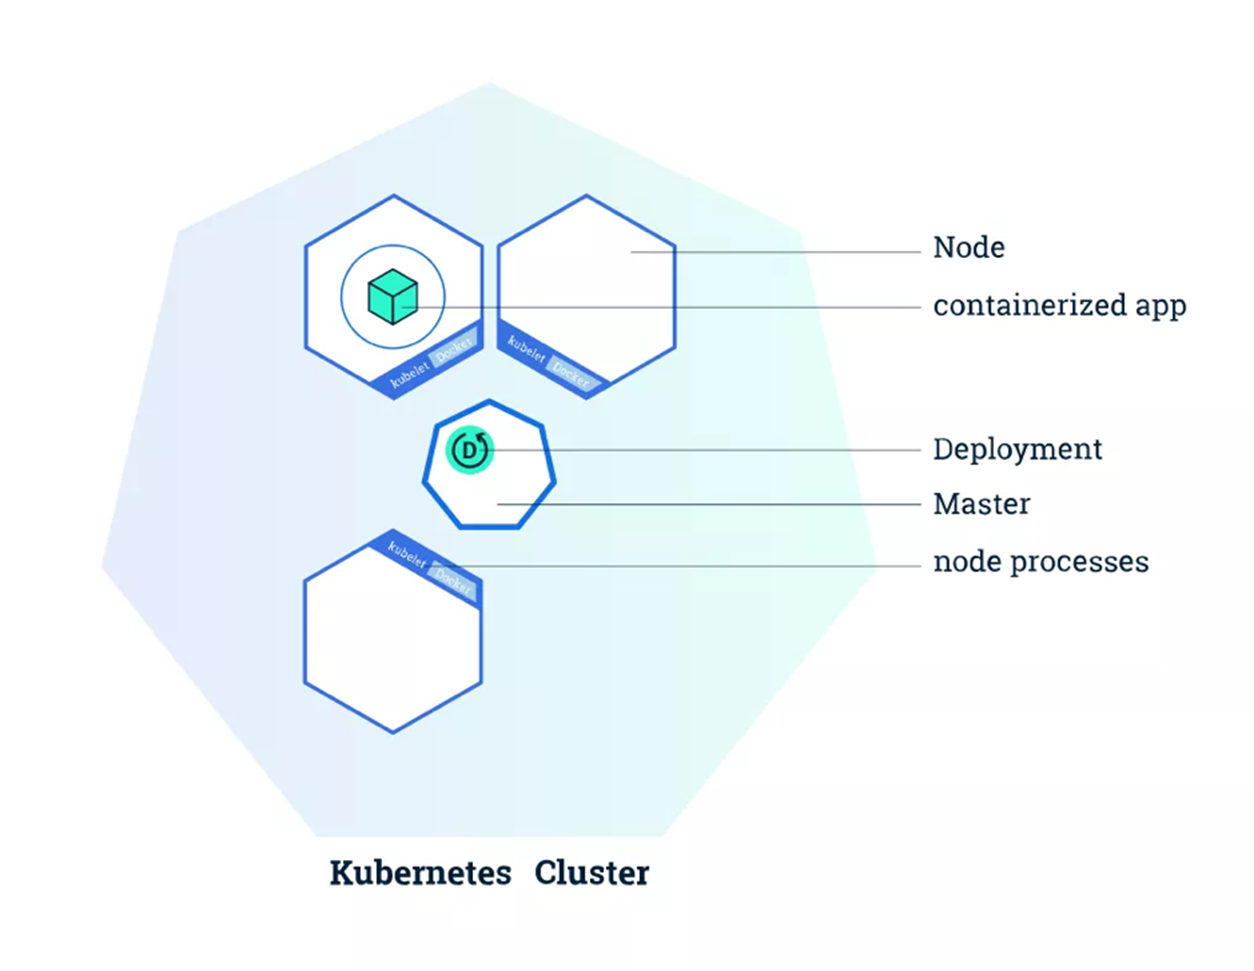 Node
containerized app
kubelet Docker
kubelet Docker
D
Deployment
Master
kubelet Docker
node processes
Kubernetes Cluster